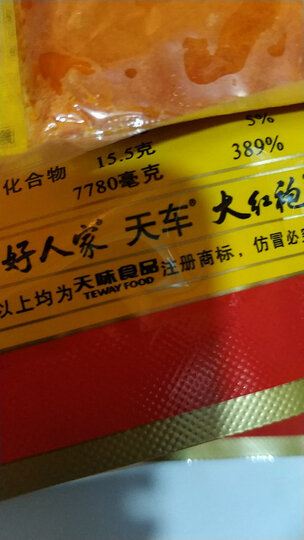 化合物 15.5克 5%
7780毫克 389%
好人家 天车® 大红袍
以上均为天味食品注册商标，仿冒必
TEWAY FOOD